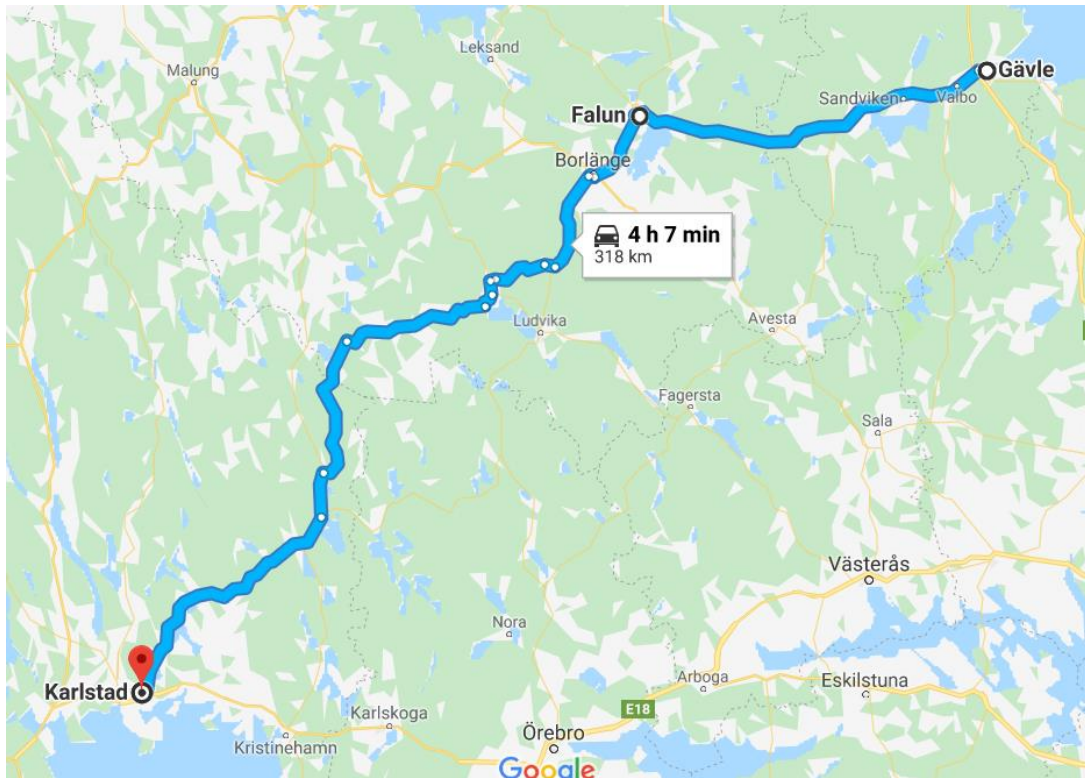 Leksand
Malung
Gävle
Sandviken
Valbo
Falun
Borlänge
4 h 7 min
318 km
Ludvika
Avesta
Fagersta
Sala
Västerås
Nora
Karlstad
Arboga
Eskilstuna
Karlskoga
E18
Kristinehamn
Örebro
Google